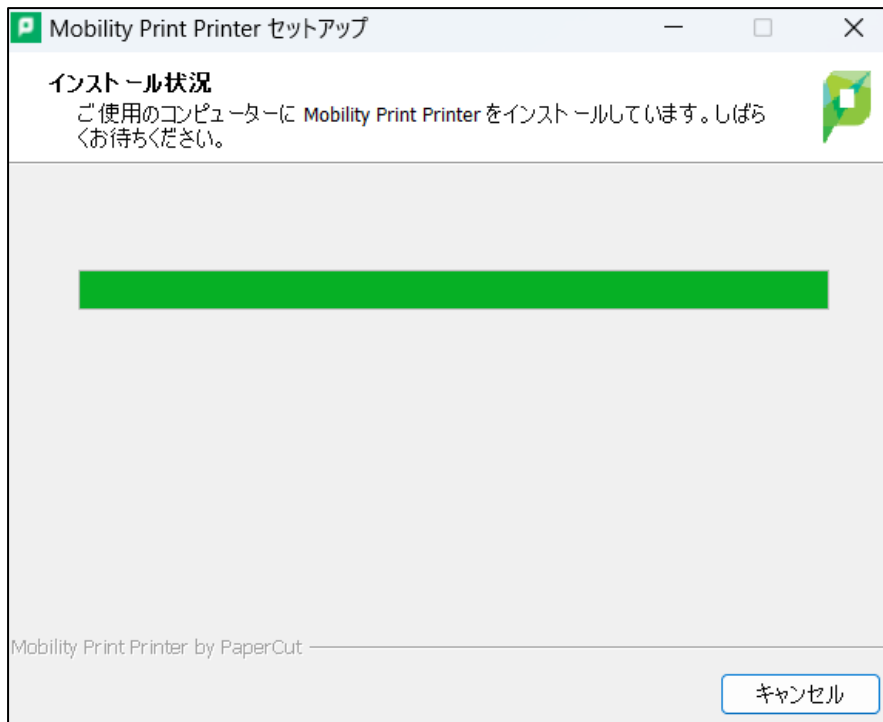 Mobility Print Printer セットアップ
インストール状況
ご使用のコンピューターに Mobility Print Printer をインストールしています。しばら
くお待ちください。
Mobility Print Printer by PaperCut
キャンセル